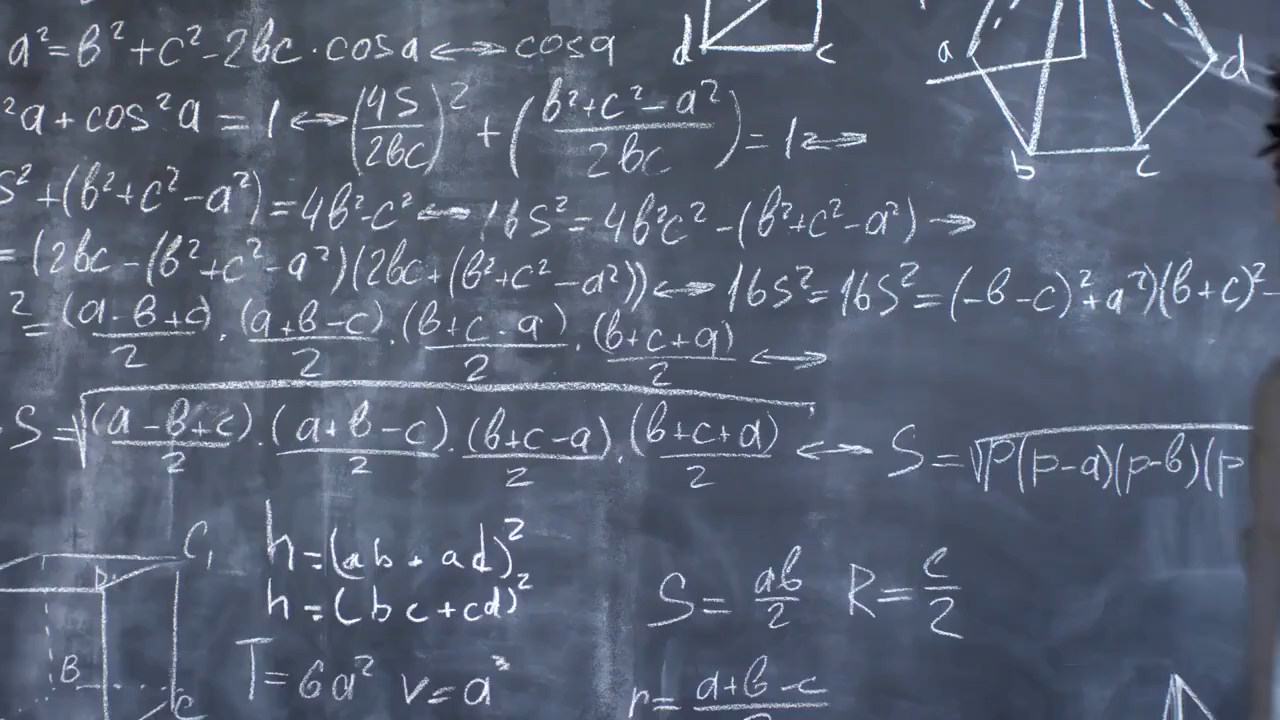 a²=b²+c²-2bc·cosa⟷cosa
²a+cos²a=1⟷(4S/2bc)²+(b²+c²-a²/2bc)=1⟷
S²+(b²+c²-a²)=4b²-c²⟷16S²=4b²c²-(b²+c²-a²)→
=(2bc-(b²+c²-a²)(2bc+(b²+c²-a²))⟷16S²=16S²=(-b-c)²+a²)(b+c)²-
²=(a-b+c)/2·(a+b-c)/2·(b+c-a)/2·(b+c+a)/2⟷
S=√(a-b+c)/2·(a+b-c)/2·(b+c-a)/2·(b+c+a)/2⟷S=√p(p-a)(p-b)(p
d c
a d
b c
C₁
h=(ab+ad)²
h=(bc+cd)²
S=ab/2 R=c/2
B
C
T=6a² v=a³
r=a+b-c/2